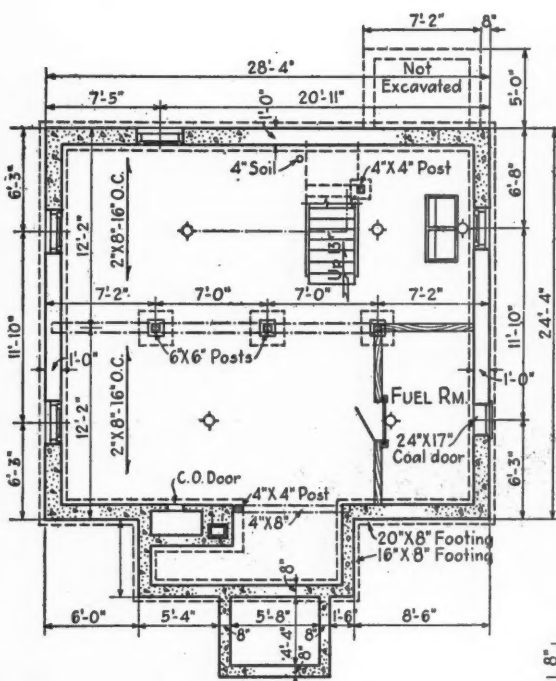 7'-2"
8"
28'-4"
Not
Excavated
5'-0"
7'-5"
20'-11"
1'-0"
4" Soil
4"X4" Post
6'-3"
6'-8"
12'-2"
2"X8"-16" O.C.
Up 13
7'-2"
7'-0"
7'-0"
7'-2"
24'-4"
11'-10"
11'-10"
6"X6" Posts
1'-0"
1'-0"
FUEL RM.
12'-2"
2"X8"-16" O.C.
24"X17"
Coal door
C.O. Door
4"X4" Post
4"X8"
6'-3"
6'-3"
20"X8" Footing
16"X8" Footing
8"
6'-0"
5'-4"
5'-8"
1'-6"
8'-6"
8"
8"
4'-4"
8"
8"